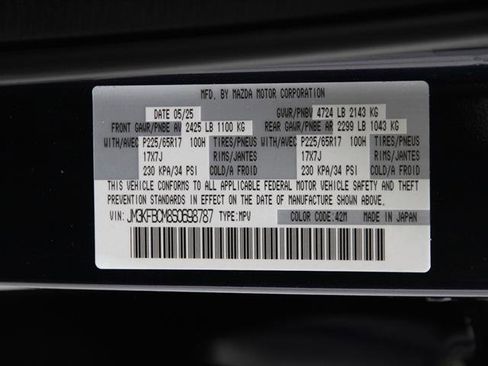 MFD. BY MAZDA MOTOR CORPORATION
DATE 05/25 GVWR/PNBV 4724 LB 2143 KG
FRONT GAWR/PNBE AV 2425 LB 1100 KG REAR GAWR/PNBE AR 2299 LB 1043 KG
WITH/AVEC P225/65R17 100H TIRES/PNEUS WITH/AVEC P225/65R17 100H TIRES/PNEUS
17X7J RIMS/JANTES 17X7J RIMS/JANTES
230 KPA/34 PSI COLD/A FROID 230 KPA/34 PSI COLD/A FROID
THIS VEHICLE CONFORMS TO ALL APPLICABLE FEDERAL MOTOR VEHICLE SAFETY AND THEFT
PREVENTION STANDARDS IN EFFECT ON THE DATE OF MANUFACTURE SHOWN ABOVE.
VIN: JM3KFBCM8S0698787 TYPE:MPV COLOR CODE:42M MADE IN JAPAN